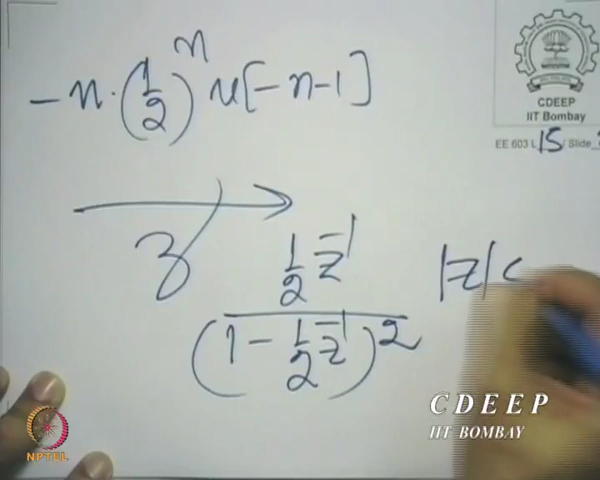 -n·(1/2)^n u[-n-1]
CDEEP
IIT Bombay
EE 603 L 15 / Slide
z
1/2 z^-1
(1 - 1/2 z^-1)^2
|z| <
CDEEP
IIT BOMBAY
NPTEL